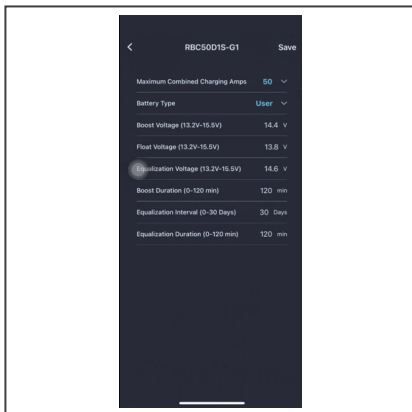 RBC50D1S-G1 Save
Maximum Combined Charging Amps 50
Battery Type User
Boost Voltage (13.2V-15.5V) 14.4 V
Float Voltage (13.2V-15.5V) 13.8 V
Equalization Voltage (13.2V-15.5V) 14.6 V
Boost Duration (0-120 min) 120 min
Equalization Interval (0-30 Days) 30 Days
Equalization Duration (0-120 min) 120 min